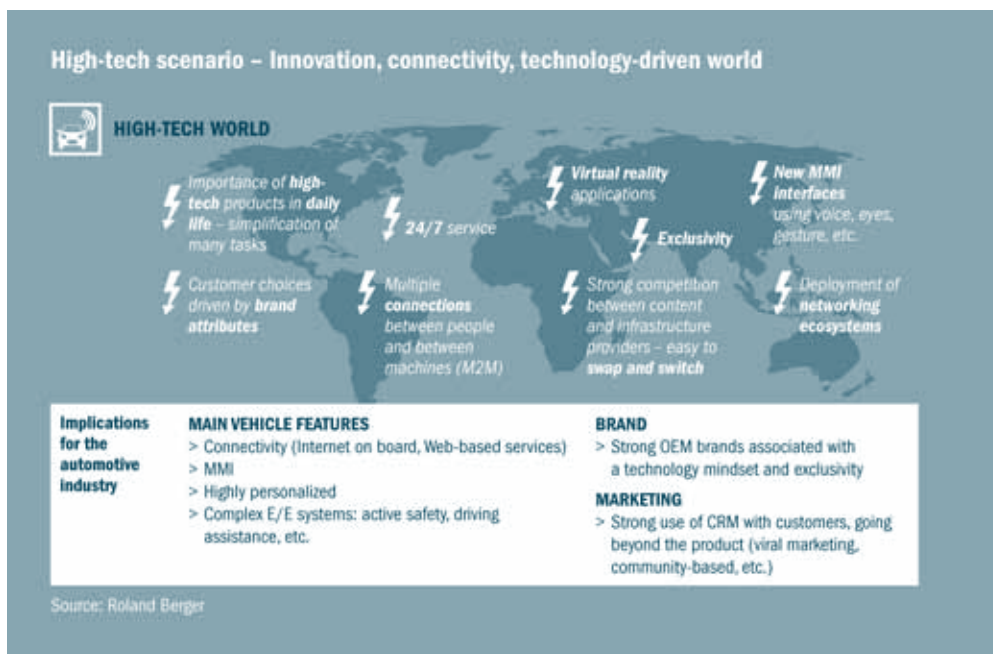 High-tech scenario – Innovation, connectivity, technology-driven world
HIGH-TECH WORLD
Importance of high-
tech products in daily
life – simplification of
many tasks
24/7 service
Virtual reality
applications
Exclusivity
New MMI
interfaces
using voice, eyes,
gesture, etc.
Customer choices
driven by brand
attributes
Multiple
connections
between people
and between
machines (M2M)
Strong competition
between content
and infrastructure
providers – easy to
swap and switch
Deployment of
networking
ecosystems
Implications
for the
automotive
industry
MAIN VEHICLE FEATURES
> Connectivity (Internet on board, Web-based services)
> MMI
> Highly personalized
> Complex E/E systems: active safety, driving
assistance, etc.
BRAND
> Strong OEM brands associated with
a technology mindset and exclusivity
MARKETING
> Strong use of CRM with customers, going
beyond the product (viral marketing,
community-based, etc.)
Source: Roland Berger